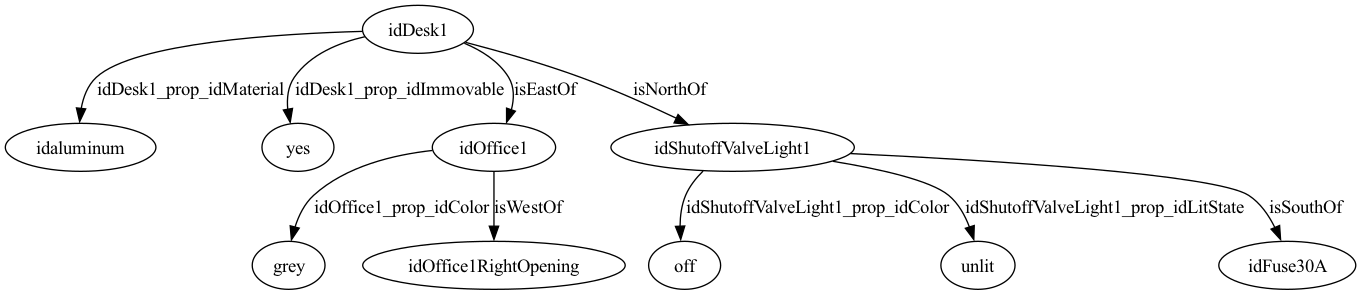 idDesk1
idDesk1_prop_idMaterial
idDesk1_prop_idImmovable
isEastOf
isNorthOf
idaluminum
yes
idOffice1
idShutoffValveLight1
idOffice1_prop_idColor
isWestOf
idShutoffValveLight1_prop_idColor
idShutoffValveLight1_prop_idLitState
isSouthOf
grey
idOffice1RightOpening
off
unlit
idFuse30A